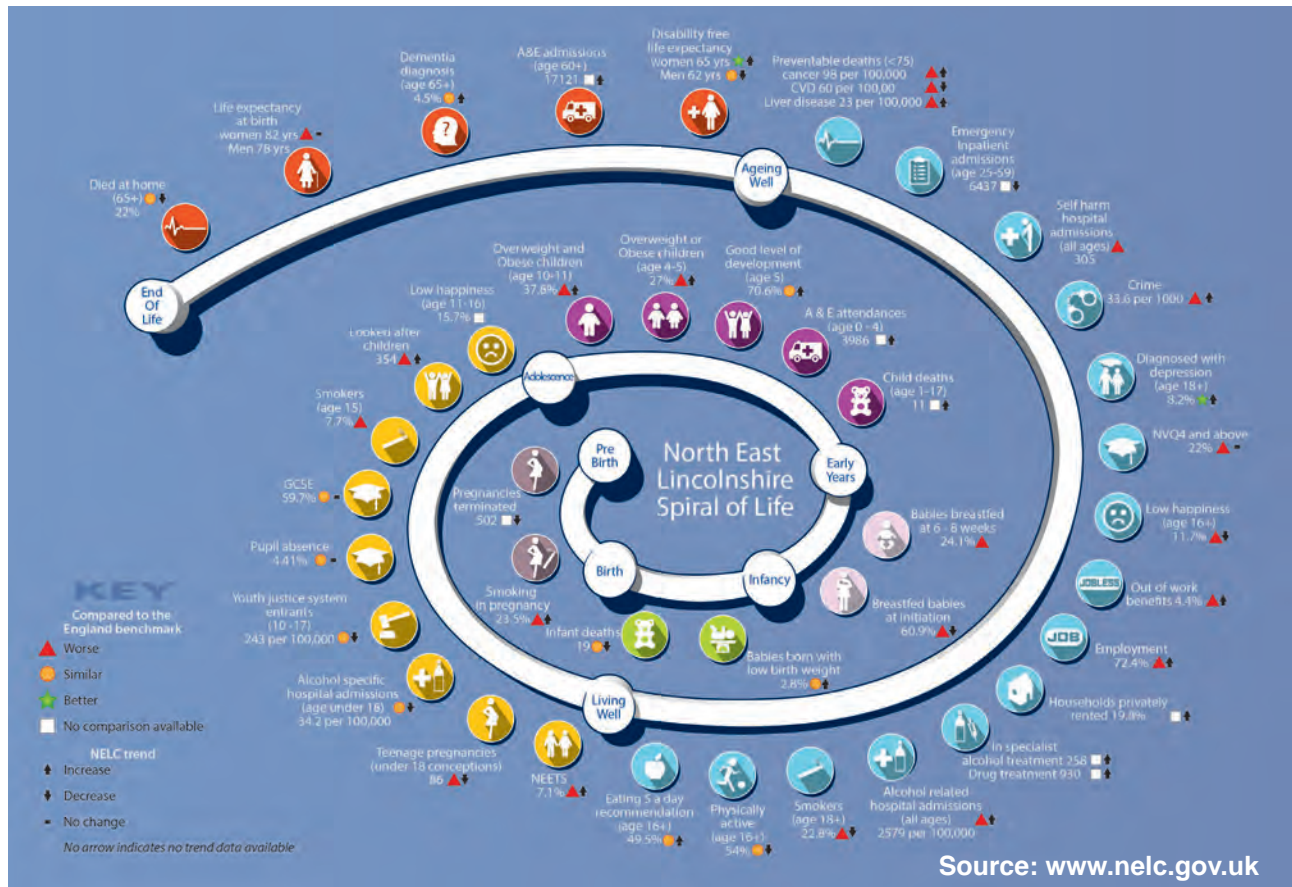 Disability free
life expectancy
women 65 yrs
Men 62 yrs
Preventable deaths (<75)
cancer 98 per 100,000
CVD 60 per 100,00
Liver disease 23 per 100,000
A&E admissions
(age 60+)
17121
Dementia
diagnosis
(age 65+)
4.5%
Life expectancy
at birth
women 82 yrs
Men 78 yrs
Died at home
(65+)
22%
?
End
Of
Life
Ageing
Well
Emergency
Inpatient
admissions
(age 25-59)
6437
Self harm
hospital
admissions
(all ages)
305
Crime
33.6 per 1000
Diagnosed with
depression
(age 18+)
8.2%
NVQ4 and above
22%
Low happiness
(age 16+)
11.7%
JOBLESS
Out of work
benefits 4.4%
JOB
Employment
72.4%
Households privately
rented 19.8%
In specialist
alcohol treatment 258
Drug treatment 930
Alcohol related
hospital admissions
(all ages)
2579 per 100,000
Smokers
(age 18+)
22.8%
Physically
active
(age 16+)
54%
Eating 5 a day
recommendation
(age 16+)
49.5%
Living
Well
NEETS
7.1%
Teenage pregnancies
(under 18 conceptions)
86
Alcohol specific
hospital admissions
(age under 18)
34.2 per 100,000
Youth justice system
entrants
(10 -17)
243 per 100,000
Pupil absence
4.41%
GCSE
59.7%
Smokers
(age 15)
7.7%
Looked after
children
354
Low happiness
(age 11-16)
15.7%
Adolescence
Overweight and
Obese children
(age 10-11)
37.8%
Overweight or
Obese children
(age 4-5)
27%
Good level of
development
(age 5)
70.6%
A & E attendances
(age 0 - 4)
3986
Child deaths
(age 1-17)
11
Early
Years
Babies breastfed
at 6 - 8 weeks
24.1%
Breastfed babies
at initiation
60.9%
Infancy
Babies born with
low birth weight
2.8%
Infant deaths
19
Birth
Smoking
in pregnancy
23.5%
Pregnancies
terminated
502
Pre
Birth
North East
Lincolnshire
Spiral of Life
KEY
Compared to the
England benchmark
Worse
Similar
Better
No comparison available
NELC trend
Increase
Decrease
No change
No arrow indicates no trend data available
Source: www.nelc.gov.uk